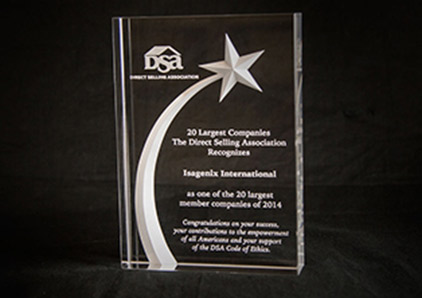 DSA
DIRECT SELLING ASSOCIATION
20 Largest Companies
The Direct Selling Association
Recognizes
Isagenix International
as one of the 20 largest
member companies of 2014
Congratulations on your success,
your contributions to the empowerment
of all Americans and your support
of the DSA Code of Ethics.